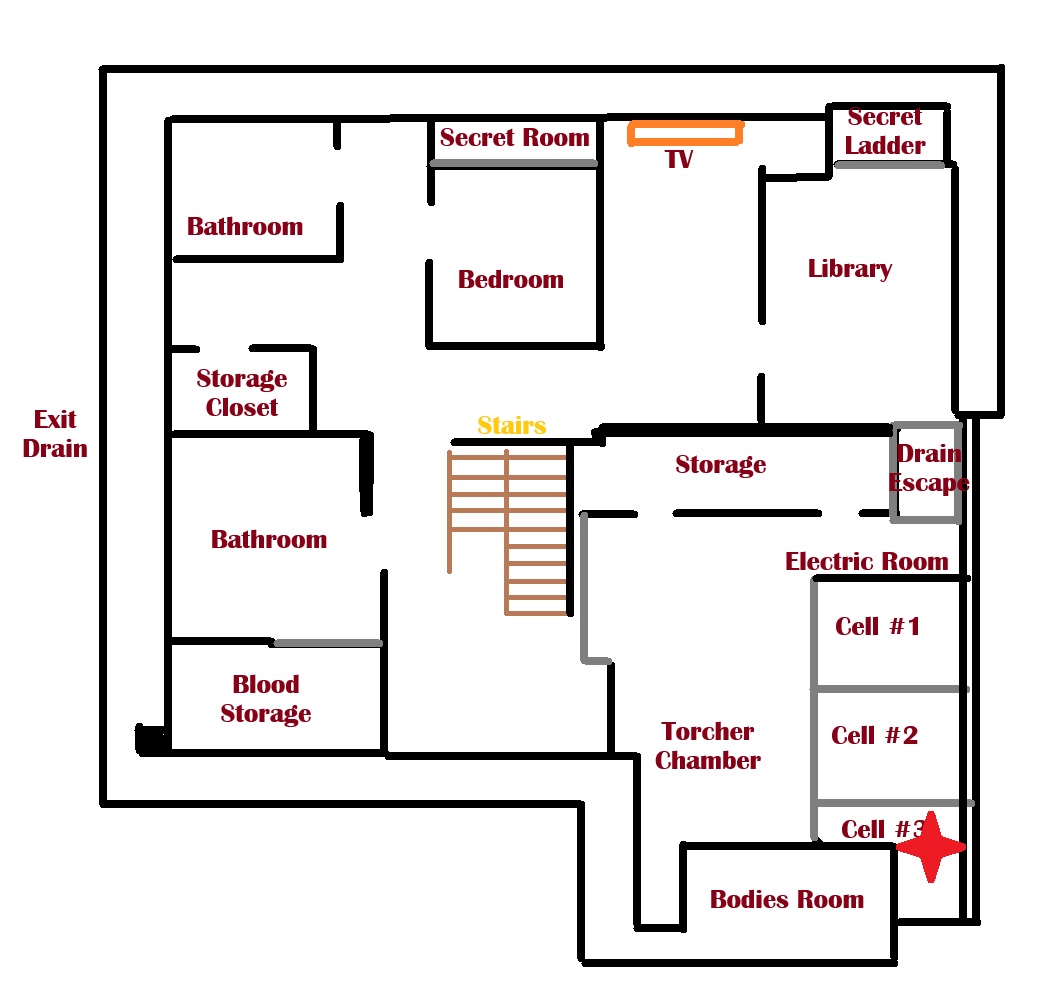 Secret Room
TV
Secret
Ladder
Bathroom
Bedroom
Library
Storage
Closet
Exit
Drain
Stairs
Storage
Drain
Escape
Bathroom
Electric Room
Cell #1
Blood
Storage
Torcher
Chamber
Cell #2
Cell #3
Bodies Room